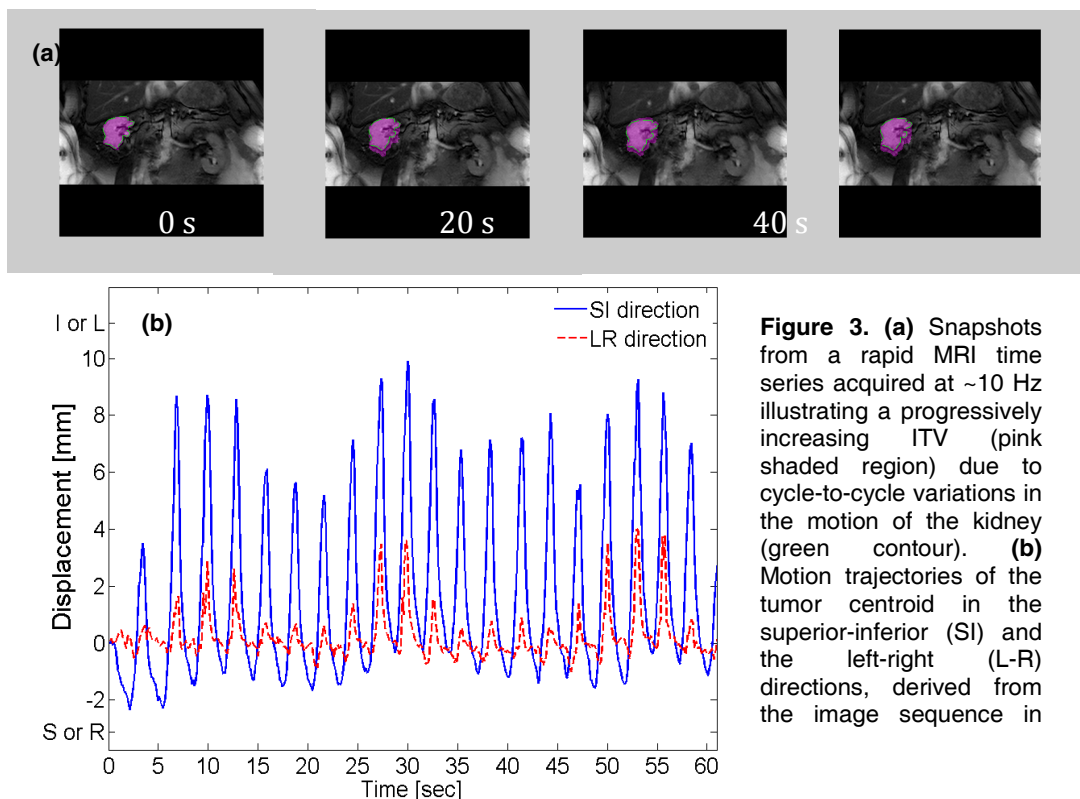 (a)
0 s
20 s
40 s
(b)
SI direction
LR direction
I or L
10
8
6
4
2
0
-2
S or R
Displacement [mm]
0 5 10 15 20 25 30 35 40 45 50 55 60
Time [sec]
Figure 3. (a) Snapshots
from a rapid MRI time
series acquired at ~10 Hz
illustrating a progressively
increasing ITV (pink
shaded region) due to
cycle-to-cycle variations in
the motion of the kidney
(green contour). (b)
Motion trajectories of the
tumor centroid in the
superior-inferior (SI) and
the left-right (L-R)
directions, derived from
the image sequence in